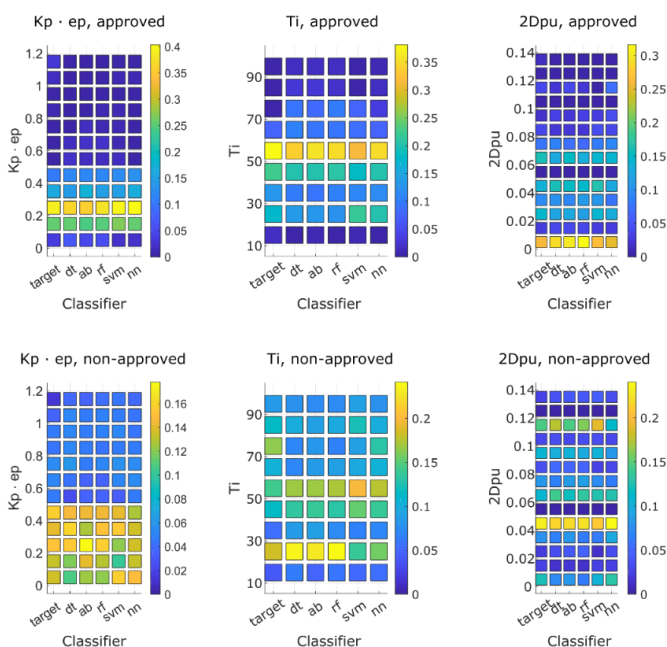 Kp · ep, approved
Ti, approved
2Dpu, approved
1.2
1
0.8
0.6
0.4
0.2
0
Kp · ep
0.4
0.35
0.3
0.25
0.2
0.15
0.1
0.05
0
target
dt
ab
rf
svm
nn
Classifier
90
70
50
30
10
Ti
0.35
0.3
0.25
0.2
0.15
0.1
0.05
0
target
dt
ab
rf
svm
nn
Classifier
0.14
0.12
0.1
0.08
0.06
0.04
0.02
0
2Dpu
0.3
0.25
0.2
0.15
0.1
0.05
0
target
dt
ab
rf
svm
nn
Classifier
Kp · ep, non-approved
Ti, non-approved
2Dpu, non-approved
1.2
1
0.8
0.6
0.4
0.2
0
Kp · ep
0.16
0.14
0.12
0.1
0.08
0.06
0.04
0.02
0
target
dt
ab
rf
svm
nn
Classifier
90
70
50
30
10
Ti
0.2
0.15
0.1
0.05
0
target
dt
ab
rf
svm
nn
Classifier
0.14
0.12
0.1
0.08
0.06
0.04
0.02
0
2Dpu
0.2
0.15
0.1
0.05
0
target
dt
ab
rf
svm
nn
Classifier